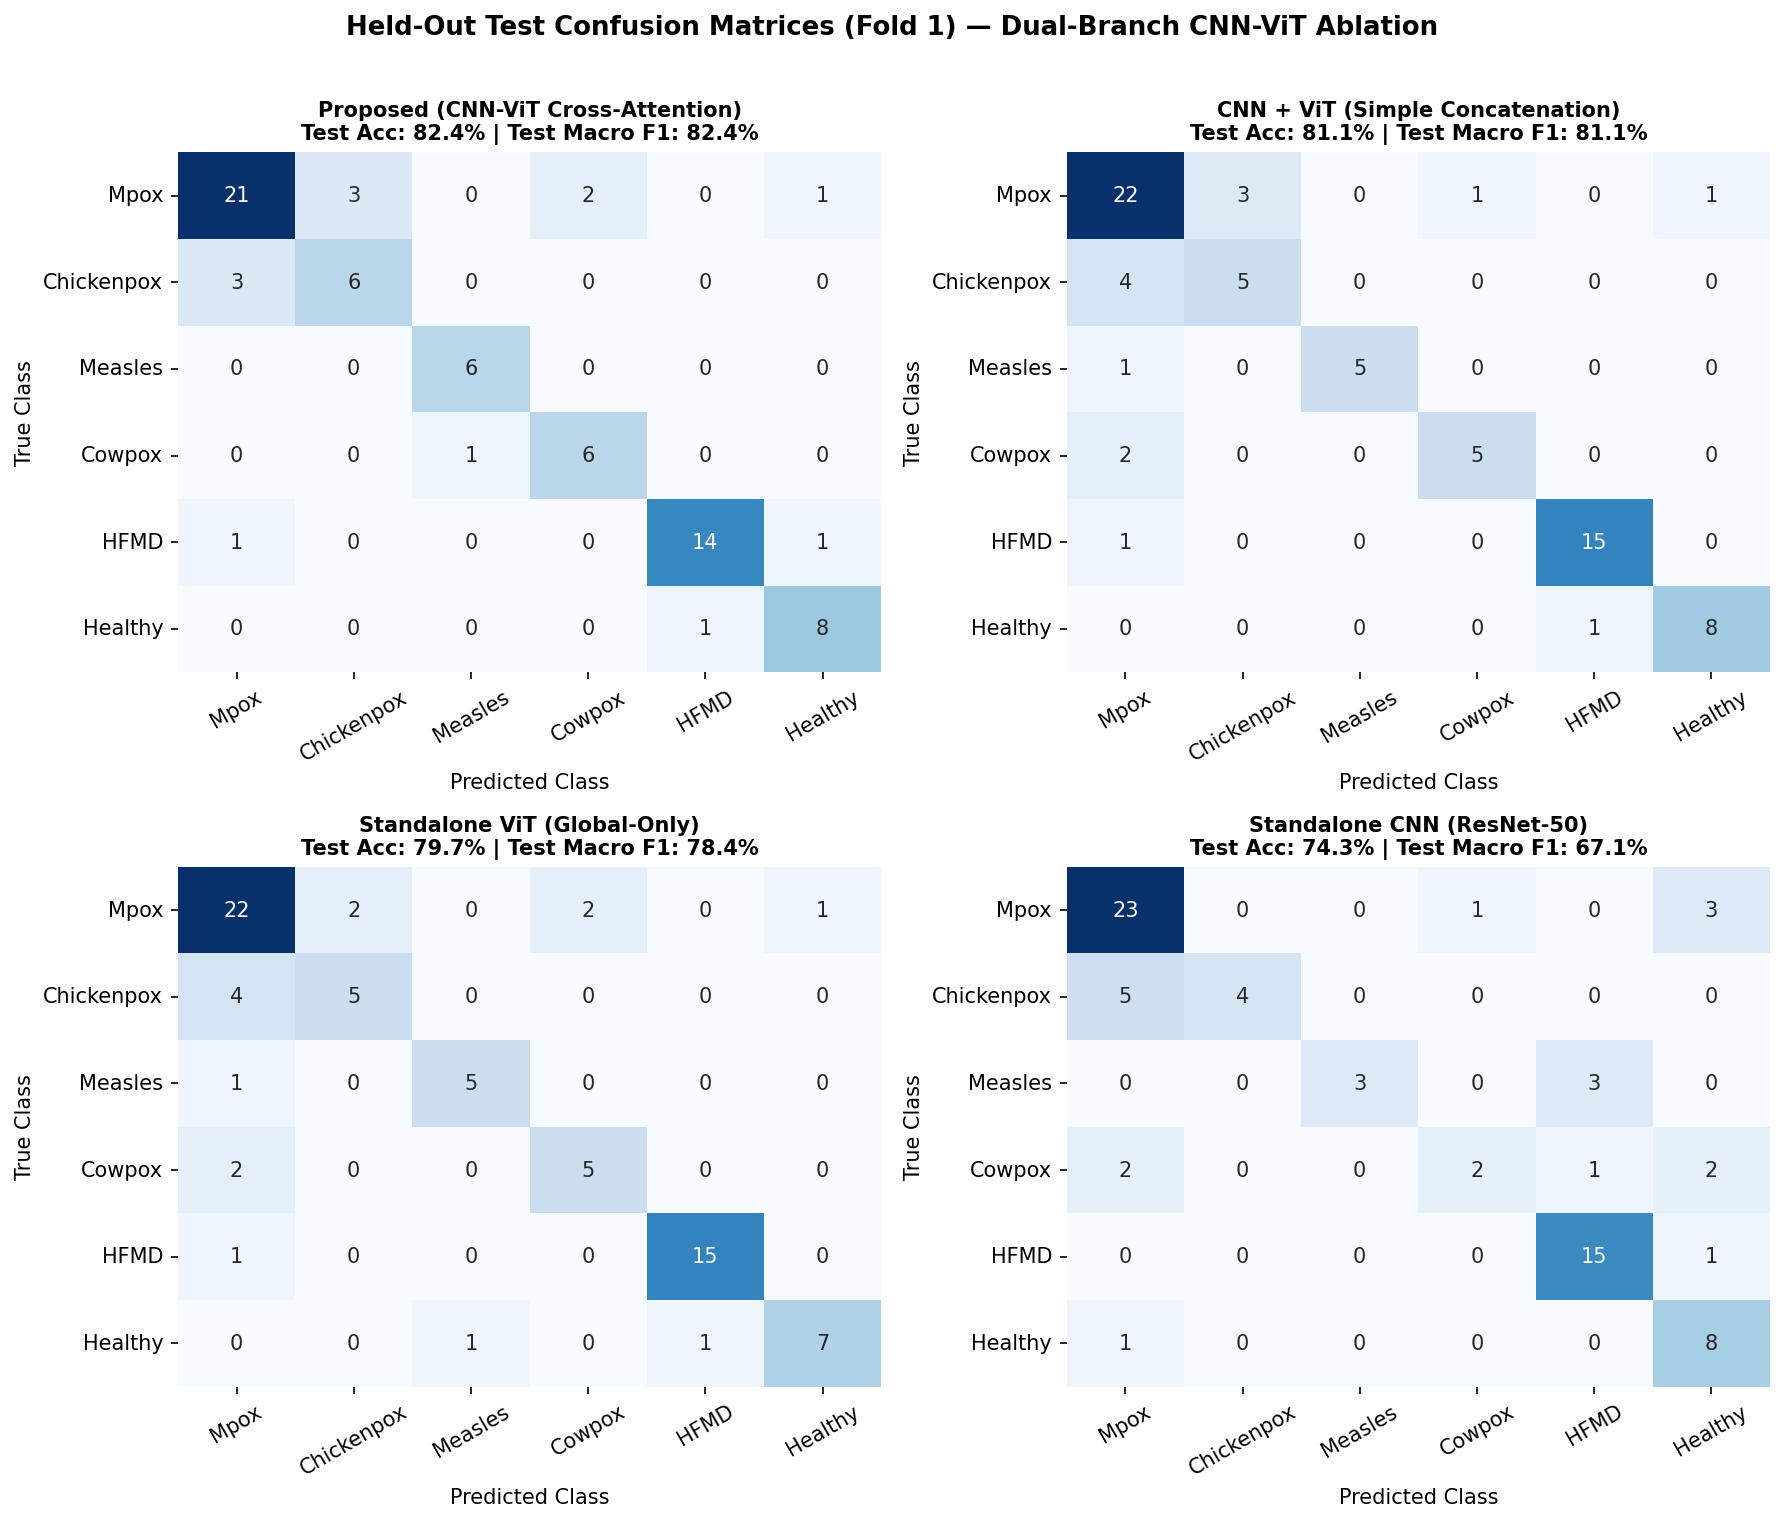 Held-Out Test Confusion Matrices (Fold 1) — Dual-Branch CNN-ViT Ablation
Proposed (CNN-ViT Cross-Attention)
Test Acc: 82.4% | Test Macro F1: 82.4%
True Class
Mpox 21 3 0 2 0 1
Chickenpox 3 6 0 0 0 0
Measles 0 0 6 0 0 0
Cowpox 0 0 1 6 0 0
HFMD 1 0 0 0 14 1
Healthy 0 0 0 0 1 8
Mpox Chickenpox Measles Cowpox HFMD Healthy
Predicted Class
CNN + ViT (Simple Concatenation)
Test Acc: 81.1% | Test Macro F1: 81.1%
True Class
Mpox 22 3 0 1 0 1
Chickenpox 4 5 0 0 0 0
Measles 1 0 5 0 0 0
Cowpox 2 0 0 5 0 0
HFMD 1 0 0 0 15 0
Healthy 0 0 0 0 1 8
Mpox Chickenpox Measles Cowpox HFMD Healthy
Predicted Class
Standalone ViT (Global-Only)
Test Acc: 79.7% | Test Macro F1: 78.4%
True Class
Mpox 22 2 0 2 0 1
Chickenpox 4 5 0 0 0 0
Measles 1 0 5 0 0 0
Cowpox 2 0 0 5 0 0
HFMD 1 0 0 0 15 0
Healthy 0 0 1 0 1 7
Mpox Chickenpox Measles Cowpox HFMD Healthy
Predicted Class
Standalone CNN (ResNet-50)
Test Acc: 74.3% | Test Macro F1: 67.1%
True Class
Mpox 23 0 0 1 0 3
Chickenpox 5 4 0 0 0 0
Measles 0 0 3 0 3 0
Cowpox 2 0 0 2 1 2
HFMD 0 0 0 0 15 1
Healthy 1 0 0 0 0 8
Mpox Chickenpox Measles Cowpox HFMD Healthy
Predicted Class